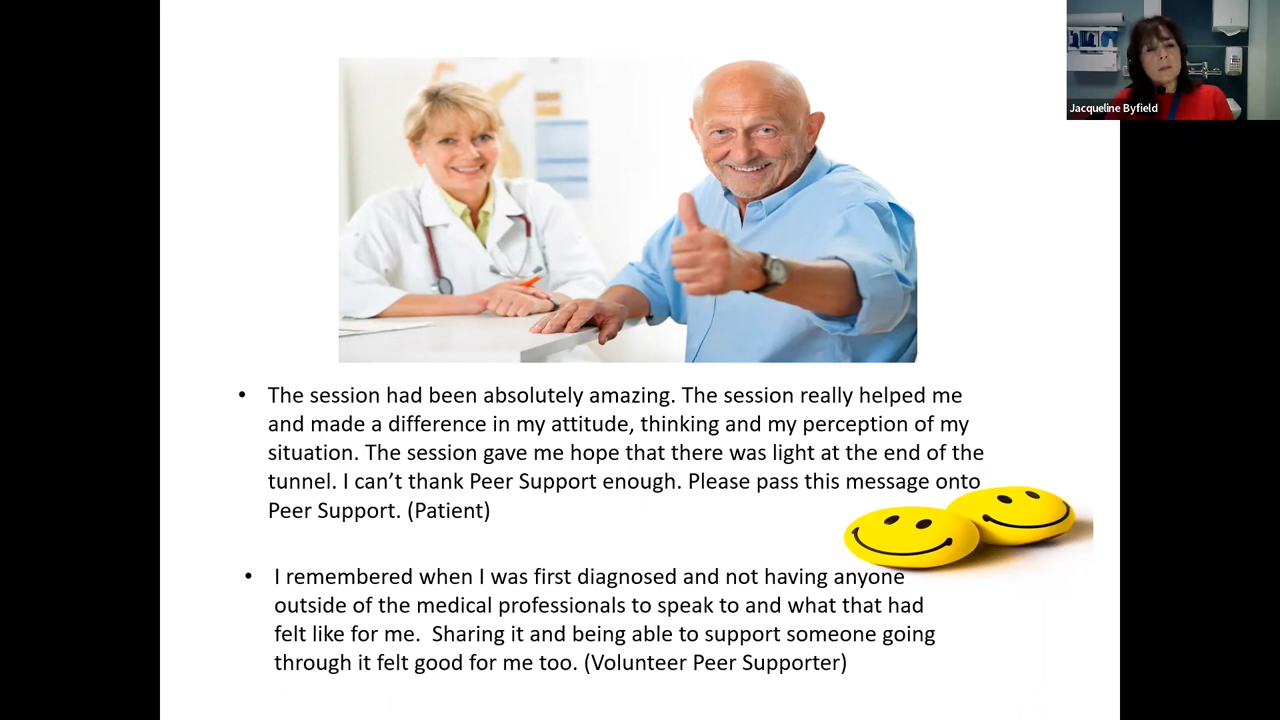 Jacqueline Byfield
• The session had been absolutely amazing. The session really helped me
and made a difference in my attitude, thinking and my perception of my
situation. The session gave me hope that there was light at the end of the
tunnel. I can’t thank Peer Support enough. Please pass this message onto
Peer Support. (Patient)
• I remembered when I was first diagnosed and not having anyone
outside of the medical professionals to speak to and what that had
felt like for me.  Sharing it and being able to support someone going
through it felt good for me too. (Volunteer Peer Supporter)